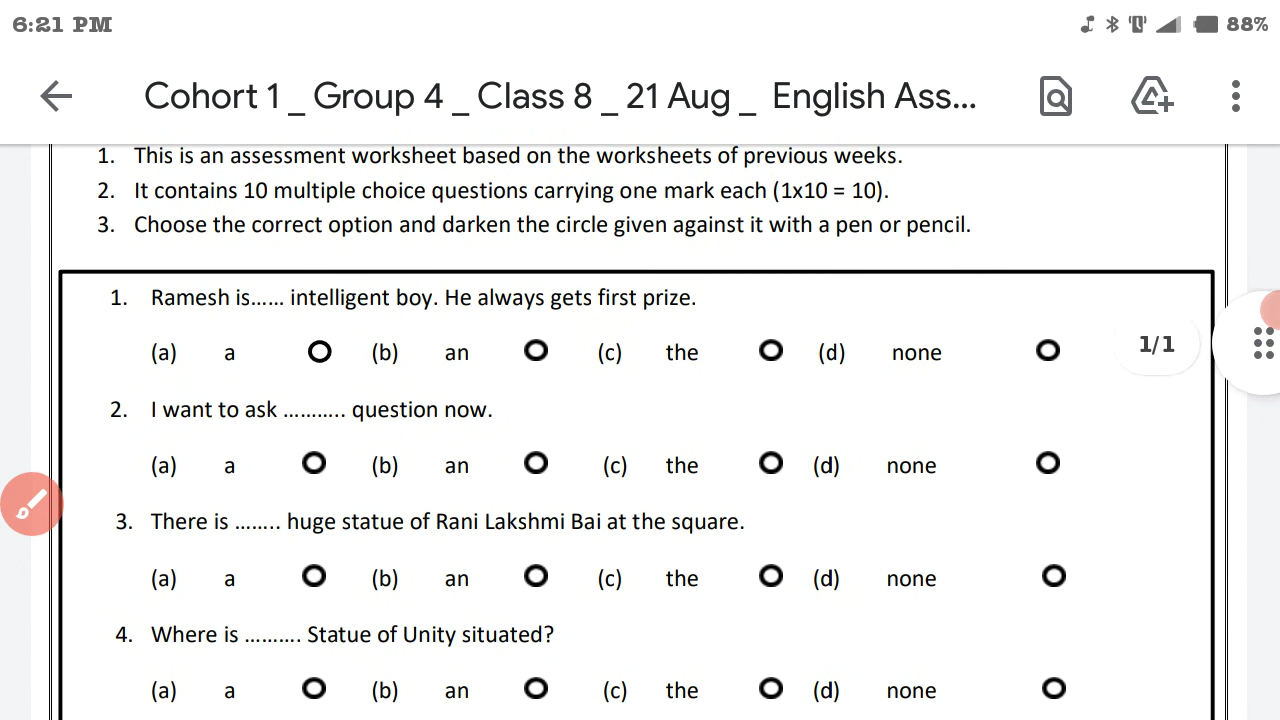 6:21 PM 88%
Cohort 1 _ Group 4 _ Class 8 _ 21 Aug _ English Ass...
1. This is an assessment worksheet based on the worksheets of previous weeks.
2. It contains 10 multiple choice questions carrying one mark each (1x10 = 10).
3. Choose the correct option and darken the circle given against it with a pen or pencil.
1. Ramesh is...... intelligent boy. He always gets first prize.
(a) a (b) an (c) the (d) none
1/1
2. I want to ask ........... question now.
(a) a (b) an (c) the (d) none
3. There is ........ huge statue of Rani Lakshmi Bai at the square.
(a) a (b) an (c) the (d) none
4. Where is .......... Statue of Unity situated?
(a) a (b) an (c) the (d) none